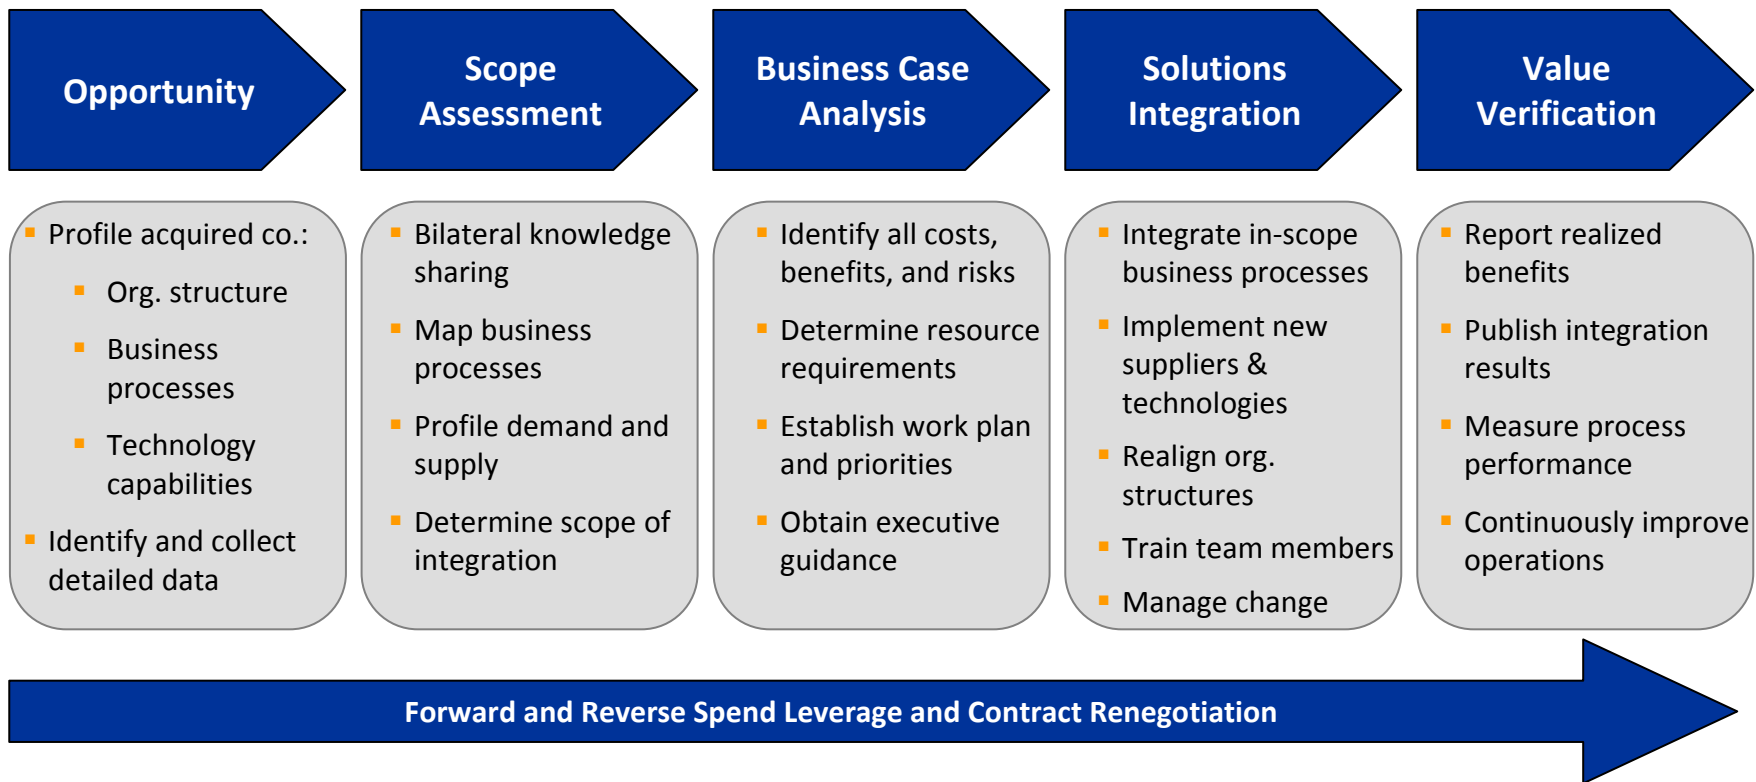 Opportunity
Scope
Assessment
Business Case
Analysis
Solutions
Integration
Value
Verification
Profile acquired co.:
Org. structure
Business
processes
Technology
capabilities
Identify and collect
detailed data
Bilateral knowledge
sharing
Map business
processes
Profile demand and
supply
Determine scope of
integration
Identify all costs,
benefits, and risks
Determine resource
requirements
Establish work plan
and priorities
Obtain executive
guidance
Integrate in-scope
business processes
Implement new
suppliers &
technologies
Realign org.
structures
Train team members
Manage change
Report realized
benefits
Publish integration
results
Measure process
performance
Continuously improve
operations
Forward and Reverse Spend Leverage and Contract Renegotiation